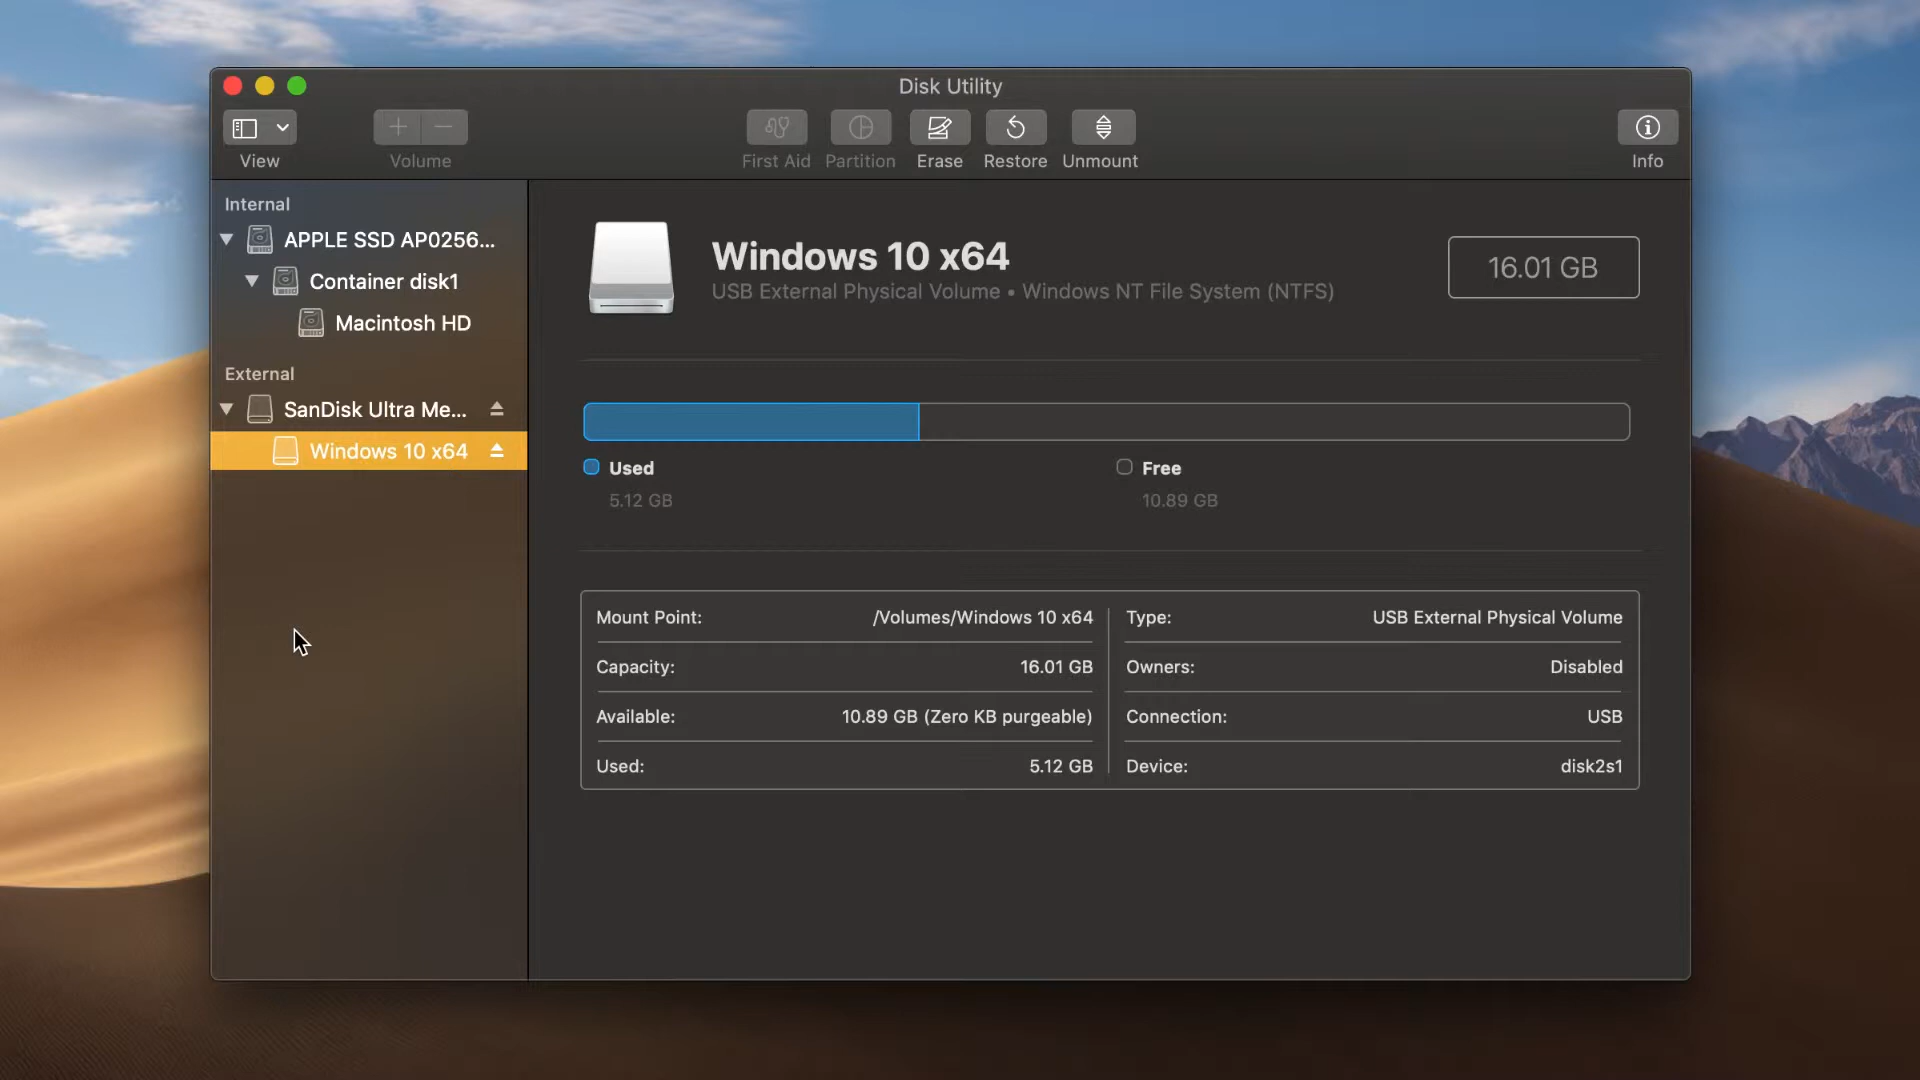 Disk Utility
View
Volume
First Aid
Partition
Erase
Restore
Unmount
Info
Internal
APPLE SSD AP0256...
Container disk1
Macintosh HD
External
SanDisk Ultra Me...
Windows 10 x64
Windows 10 x64
USB External Physical Volume • Windows NT File System (NTFS)
16.01 GB
Used
5.12 GB
Free
10.89 GB
Mount Point: /Volumes/Windows 10 x64
Capacity: 16.01 GB
Available: 10.89 GB (Zero KB purgeable)
Used: 5.12 GB
Type: USB External Physical Volume
Owners: Disabled
Connection: USB
Device: disk2s1